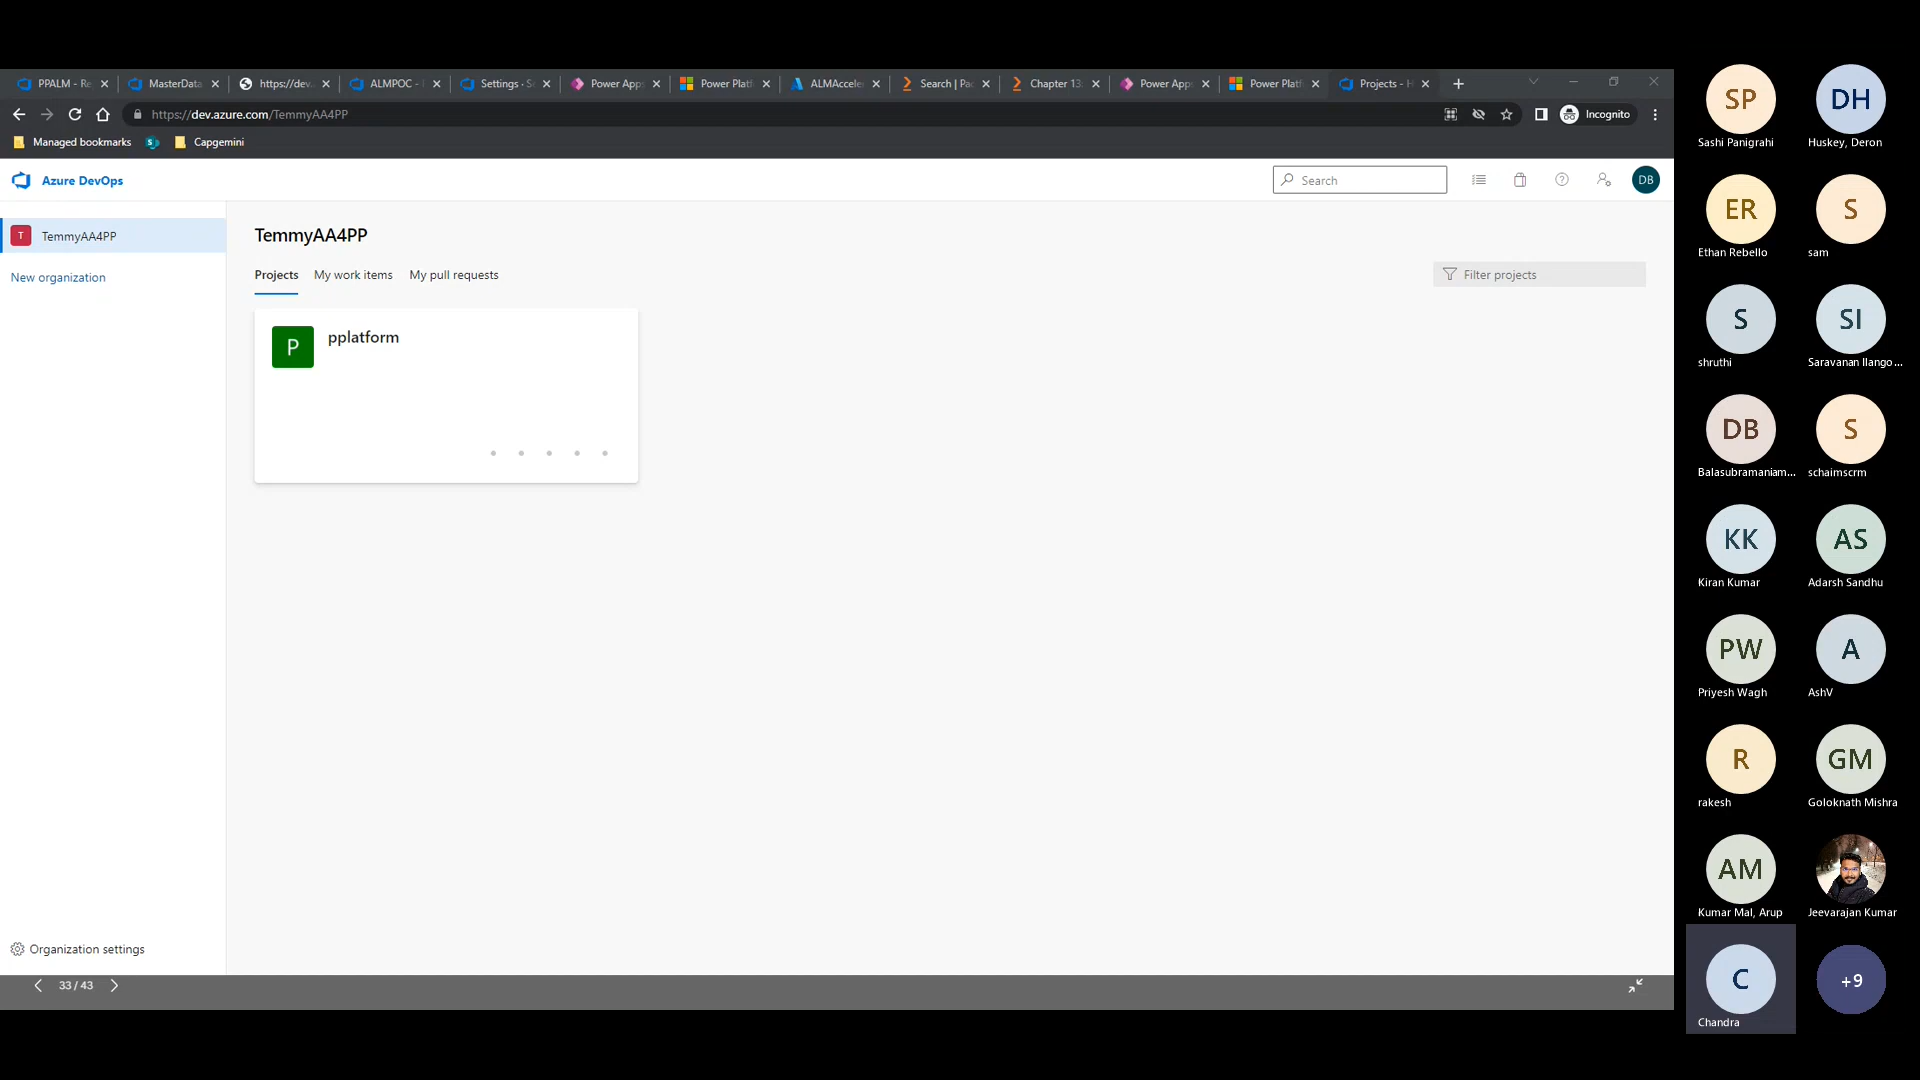 PPALM - Re
MasterData
https://dev.
ALMPOC -
Settings · S
Power Apps
Power Platf
ALMAcceler
Search | Pac
Chapter 13:
Power Apps
Power Platf
Projects - H
https://dev.azure.com/TemmyAA4PP
Incognito
Managed bookmarks
S
Capgemini
Azure DevOps
Search
DB
T
TemmyAA4PP
New organization
TemmyAA4PP
Projects
My work items
My pull requests
Filter projects
P
pplatform
Organization settings
33 / 43
SP
Sashi Panigrahi
DH
Huskey, Deron
ER
Ethan Rebello
S
sam
S
shruthi
SI
Saravanan Ilango...
DB
Balasubramaniam...
S
schaimscrm
KK
Kiran Kumar
AS
Adarsh Sandhu
PW
Priyesh Wagh
A
AshV
R
rakesh
GM
Goloknath Mishra
AM
Kumar Mal, Arup
Jeevarajan Kumar
C
Chandra
+9